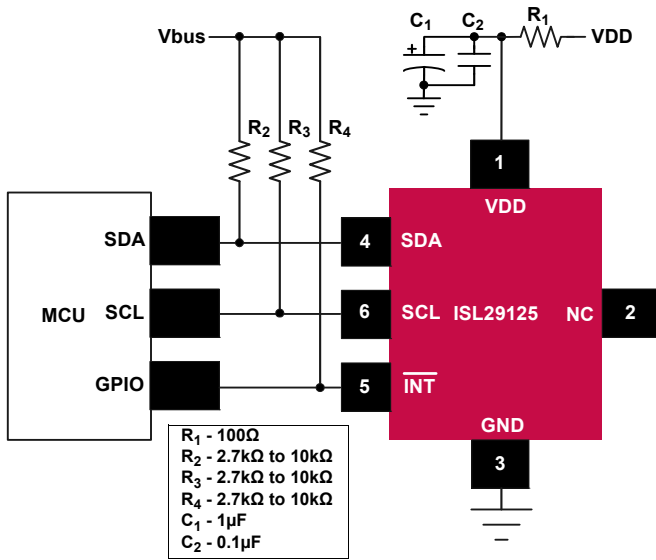 C₁ C₂ R₁
Vbus
+
VDD
R₂ R₃ R₄
1
VDD
SDA
4
SDA
MCU
SCL
6
SCL
ISL29125
NC
2
GPIO
5
I̅N̅T̅
GND
3
R₁ - 100Ω
R₂ - 2.7kΩ to 10kΩ
R₃ - 2.7kΩ to 10kΩ
R₄ - 2.7kΩ to 10kΩ
C₁ - 1µF
C₂ - 0.1µF